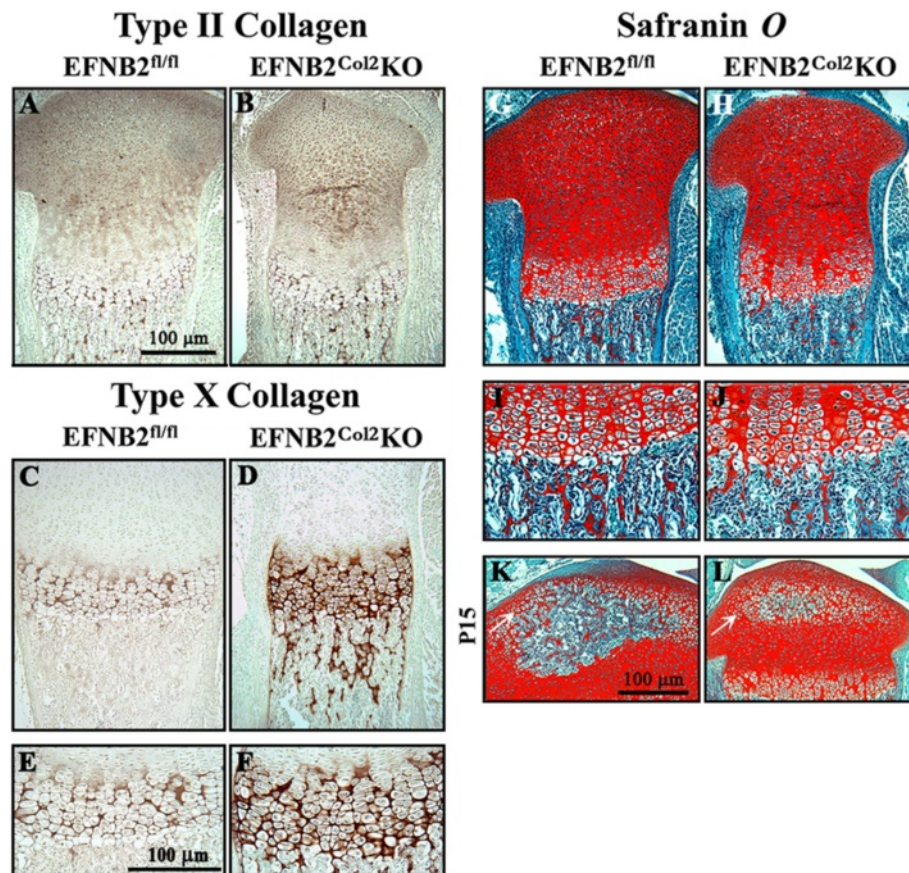 Type II Collagen
EFNB2fl/fl EFNB2Col2KO
A B
100 μm
Type X Collagen
EFNB2fl/fl EFNB2Col2KO
C D
E F
100 μm
Safranin O
EFNB2fl/fl EFNB2Col2KO
G H
I J
P15
K L
100 μm